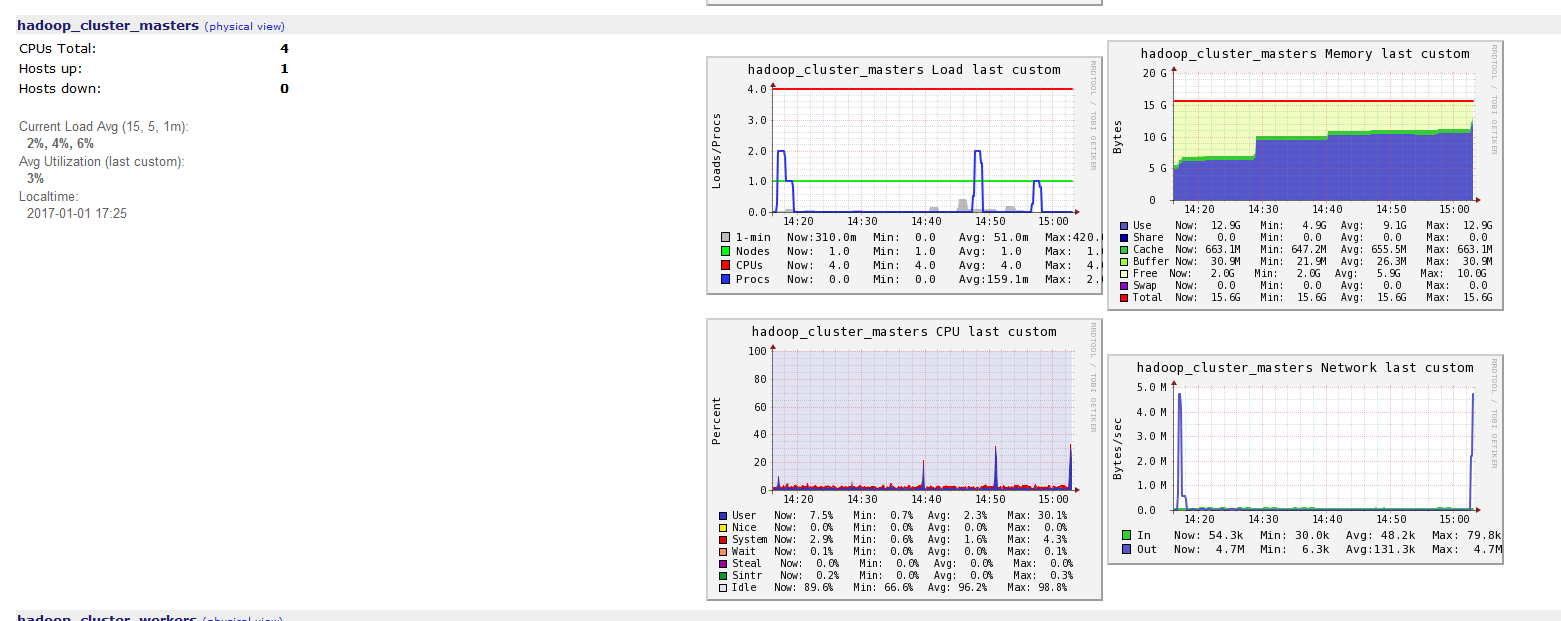 hadoop_cluster_masters (physical view)
CPUs Total: 4
Hosts up: 1
Hosts down: 0
Current Load Avg (15, 5, 1m):
2%, 4%, 6%
Avg Utilization (last custom):
3%
Localtime:
2017-01-01 17:25
hadoop_cluster_masters Load last custom
RRDTOOL / TOBI OETIKER
Loads/Procs
4.0
3.0
2.0
1.0
0.0
14:20 14:30 14:40 14:50 15:00
1-min Now:310.0m Min: 0.0 Avg: 51.0m Max:420.
Nodes Now: 1.0 Min: 1.0 Avg: 1.0 Max: 1.
CPUs Now: 4.0 Min: 4.0 Avg: 4.0 Max: 4.
Procs Now: 0.0 Min: 0.0 Avg:159.1m Max: 2.
hadoop_cluster_masters Memory last custom
RRDTOOL / TOBI OETIKER
Bytes
20 G
15 G
10 G
5 G
0
14:20 14:30 14:40 14:50 15:00
Use Now: 12.9G Min: 4.9G Avg: 9.1G Max: 12.9G
Share Now: 0.0 Min: 0.0 Avg: 0.0 Max: 0.0
Cache Now: 663.1M Min: 647.2M Avg: 655.5M Max: 663.1M
Buffer Now: 30.9M Min: 21.9M Avg: 26.3M Max: 30.9M
Free Now: 2.0G Min: 2.0G Avg: 5.9G Max: 10.0G
Swap Now: 0.0 Min: 0.0 Avg: 0.0 Max: 0.0
Total Now: 15.6G Min: 15.6G Avg: 15.6G Max: 15.6G
hadoop_cluster_masters CPU last custom
RRDTOOL / TOBI OETIKER
Percent
100
80
60
40
20
0
14:20 14:30 14:40 14:50 15:00
User Now: 7.5% Min: 0.7% Avg: 2.3% Max: 30.1%
Nice Now: 0.0% Min: 0.0% Avg: 0.0% Max: 0.0%
System Now: 2.9% Min: 0.6% Avg: 1.6% Max: 4.3%
Wait Now: 0.1% Min: 0.0% Avg: 0.0% Max: 0.1%
Steal Now: 0.0% Min: 0.0% Avg: 0.0% Max: 0.0%
Sintr Now: 0.2% Min: 0.0% Avg: 0.0% Max: 0.3%
Idle Now: 89.6% Min: 66.6% Avg: 96.2% Max: 98.8%
hadoop_cluster_masters Network last custom
RRDTOOL / TOBI OETIKER
Bytes/sec
5.0 M
4.0 M
3.0 M
2.0 M
1.0 M
0.0
14:20 14:30 14:40 14:50 15:00
In Now: 54.3k Min: 30.0k Avg: 48.2k Max: 79.8k
Out Now: 4.7M Min: 6.3k Avg:131.3k Max: 4.7M
hadoop_cluster_workers (physical view)